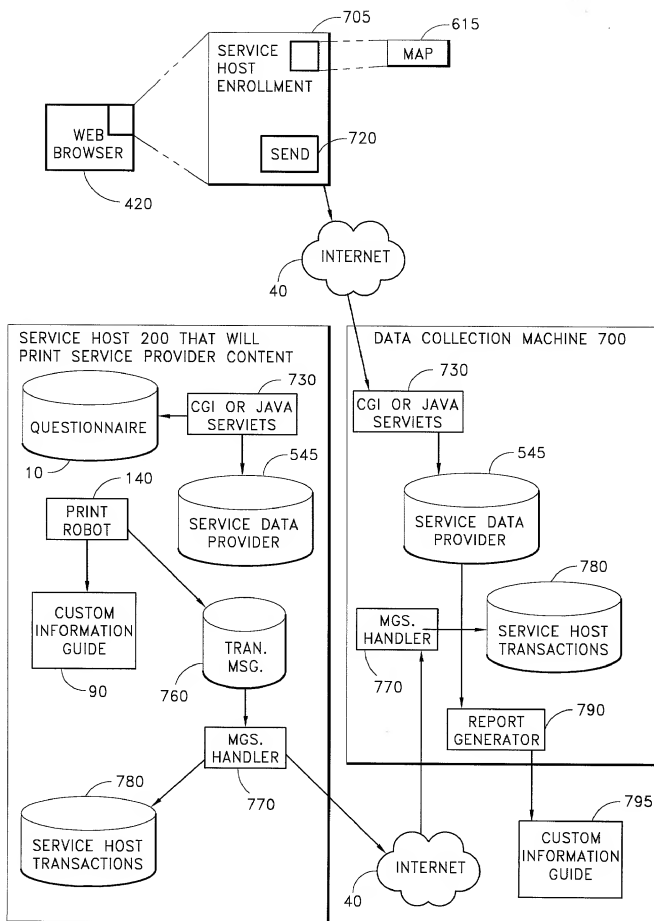 705
615
SERVICE
HOST
ENROLLMENT
MAP
WEB
BROWSER
720
SEND
420
INTERNET
40
SERVICE HOST 200 THAT WILL
PRINT SERVICE PROVIDER CONTENT
730
CGI OR JAVA
SERVIETS
QUESTIONNAIRE
10
545
140
PRINT
ROBOT
SERVICE DATA
PROVIDER
CUSTOM
INFORMATION
GUIDE
90
TRAN.
MSG.
760
MGS.
HANDLER
770
780
SERVICE HOST
TRANSACTIONS
DATA COLLECTION MACHINE 700
730
CGI OR JAVA
SERVIETS
545
SERVICE DATA
PROVIDER
780
MGS.
HANDLER
770
SERVICE HOST
TRANSACTIONS
REPORT
GENERATOR
790
795
INTERNET
40
CUSTOM
INFORMATION
GUIDE